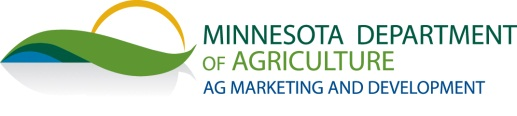 MINNESOTA DEPARTMENT
OF AGRICULTURE
AG MARKETING AND DEVELOPMENT